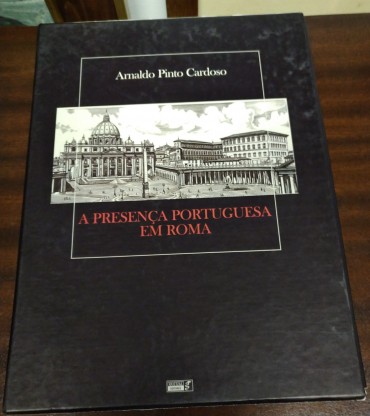 Arnaldo Pinto Cardoso
A PRESENÇA PORTUGUESA
EM ROMA